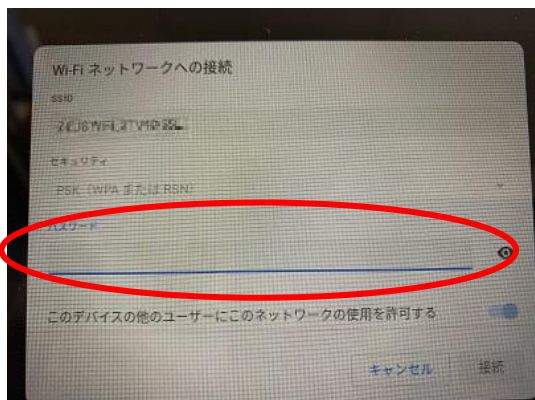 Wi-Fi ネットワークへの接続
SSID
セキュリティ
PSK（WPA または RSN）
パスワード
このデバイスの他のユーザーにこのネットワークの使用を許可する
キャンセル
接続